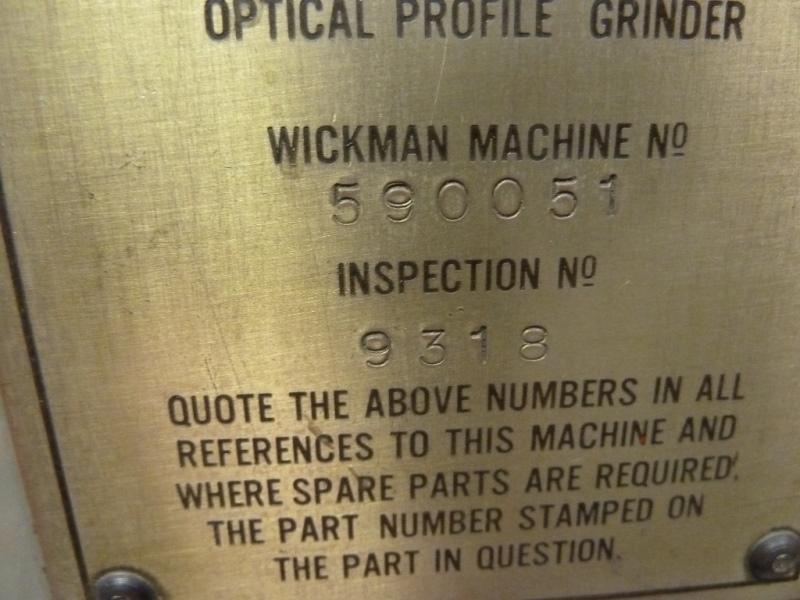 OPTICAL PROFILE GRINDER
WICKMAN MACHINE Nº
590051
INSPECTION Nº
9318
QUOTE THE ABOVE NUMBERS IN ALL
REFERENCES TO THIS MACHINE AND
WHERE SPARE PARTS ARE REQUIRED,
THE PART NUMBER STAMPED ON
THE PART IN QUESTION.